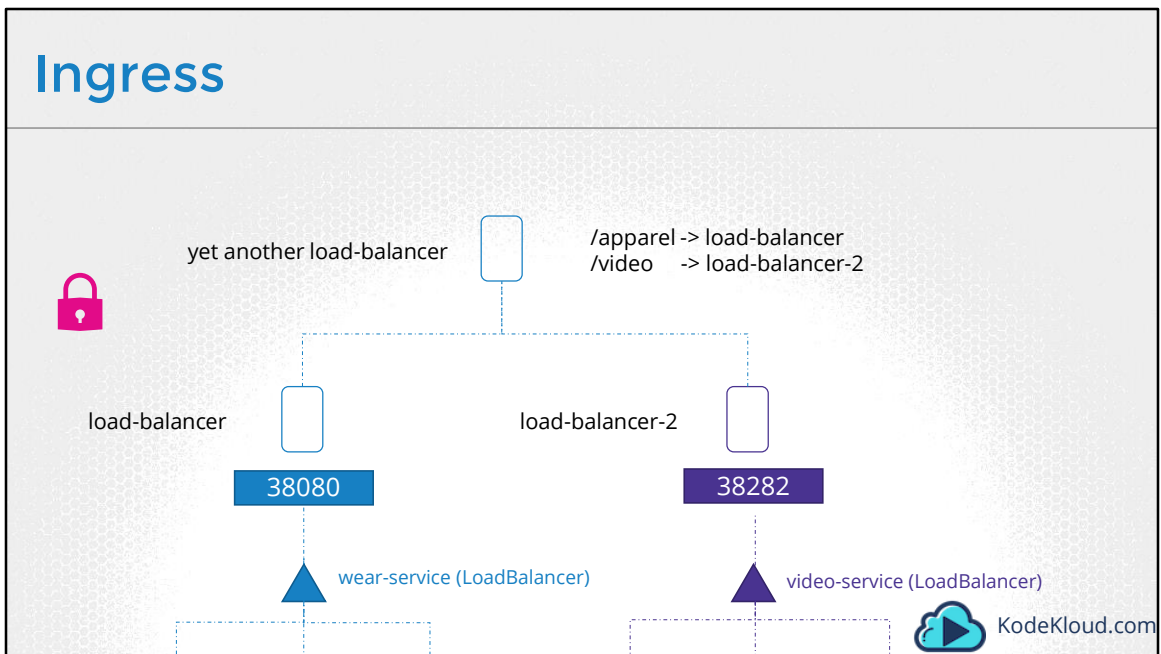 Ingress
yet another load-balancer
/apparel -> load-balancer
/video -> load-balancer-2
load-balancer
load-balancer-2
38080
38282
wear-service (LoadBalancer)
video-service (LoadBalancer)
KodeKloud.com